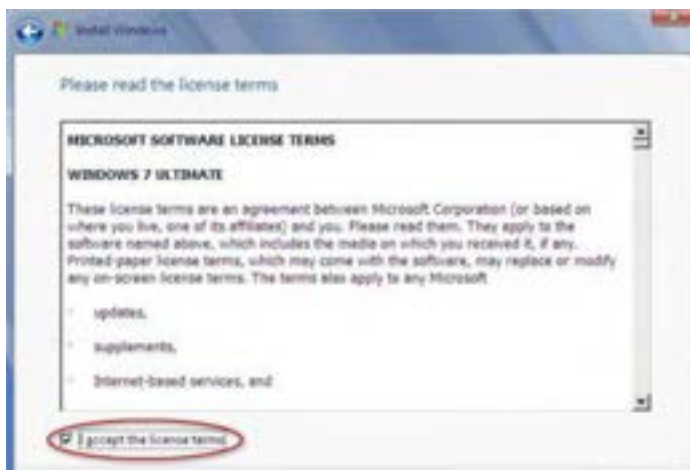 Install Windows
Please read the license terms
MICROSOFT SOFTWARE LICENSE TERMS
WINDOWS 7 ULTIMATE
These license terms are an agreement between Microsoft Corporation (or based on
where you live, one of its affiliates) and you. Please read them. They apply to the
software named above, which includes the media on which you received it, if any.
Printed-paper license terms, which may come with the software, may replace or modify
any on-screen license terms. The terms also apply to any Microsoft
· updates,
· supplements,
· Internet-based services, and
I accept the license terms